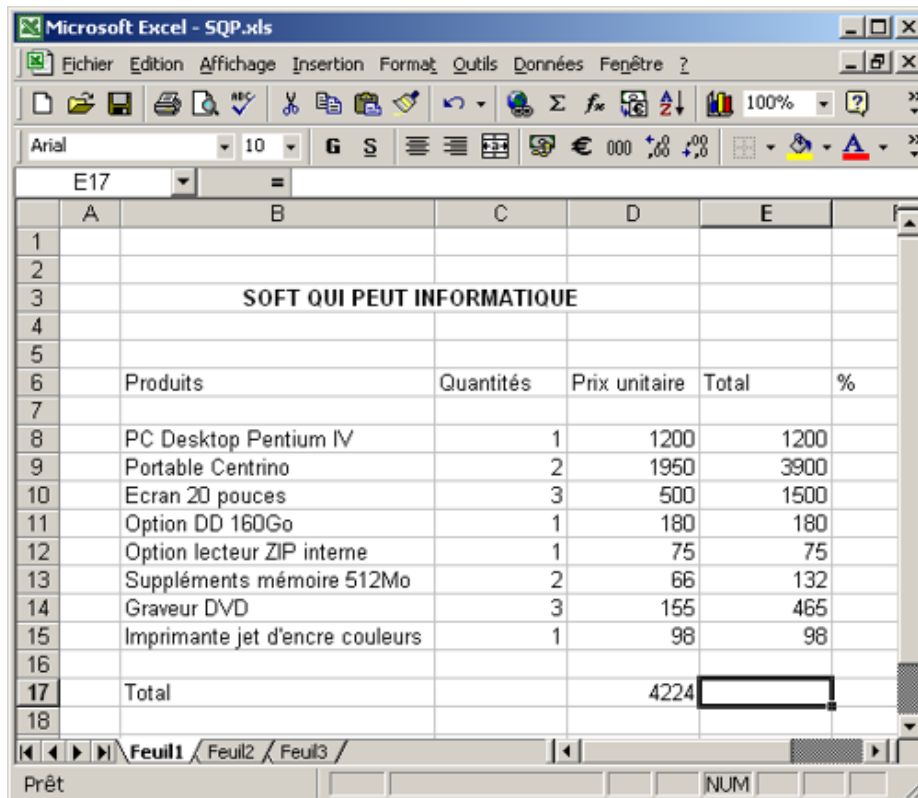 Microsoft Excel - SQP.xls
Fichier Edition Affichage Insertion Format Outils Données Fenêtre ?
ABC Σ fx A Z 100% ?
Arial 10 G S € 000 A
E17 =
A B C D E
1
2
3 SOFT QUI PEUT INFORMATIQUE
4
5
6 Produits Quantités Prix unitaire Total %
7
8 PC Desktop Pentium IV 1 1200 1200
9 Portable Centrino 2 1950 3900
10 Ecran 20 pouces 3 500 1500
11 Option DD 160Go 1 180 180
12 Option lecteur ZIP interne 1 75 75
13 Suppléments mémoire 512Mo 2 66 132
14 Graveur DVD 3 155 465
15 Imprimante jet d'encre couleurs 1 98 98
16
17 Total 4224
18
Feuil1 Feuil2 Feuil3
Prêt NUM